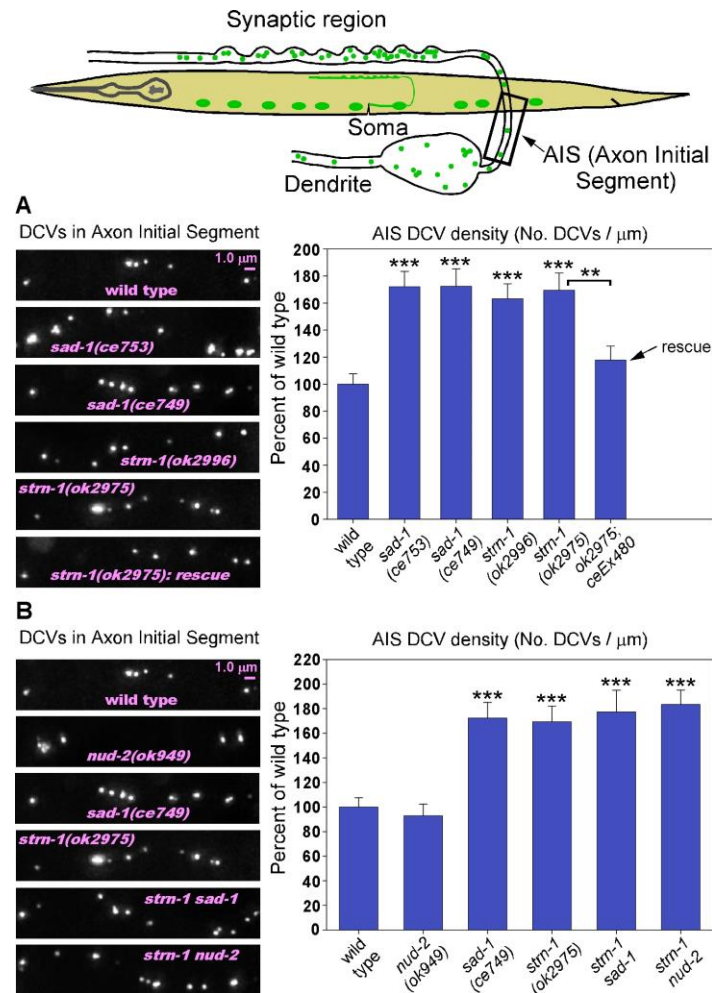 Synaptic region
Soma
Dendrite
AIS (Axon Initial
Segment)
A
DCVs in Axon Initial Segment
1.0 μm
wild type
sad-1(ce753)
sad-1(ce749)
strn-1(ok2996)
strn-1(ok2975)
strn-1(ok2975): rescue
AIS DCV density (No. DCVs / μm)
Percent of wild type
200
180
160
140
120
100
80
60
40
20
0
***
***
***
***
**
rescue
wild
type
sad-1
(ce753)
sad-1
(ce749)
strn-1
(ok2996)
strn-1
(ok2975)
ok2975:
ceEx480
B
DCVs in Axon Initial Segment
1.0 μm
wild type
nud-2(ok949)
sad-1(ce749)
strn-1(ok2975)
strn-1 sad-1
strn-1 nud-2
AIS DCV density (No. DCVs / μm)
Percent of wild type
220
200
180
160
140
120
100
80
60
40
20
0
***
***
***
***
wild
type
nud-2
(ok949)
sad-1
(ce749)
strn-1
(ok2975)
strn-1
sad-1
strn-1
nud-2